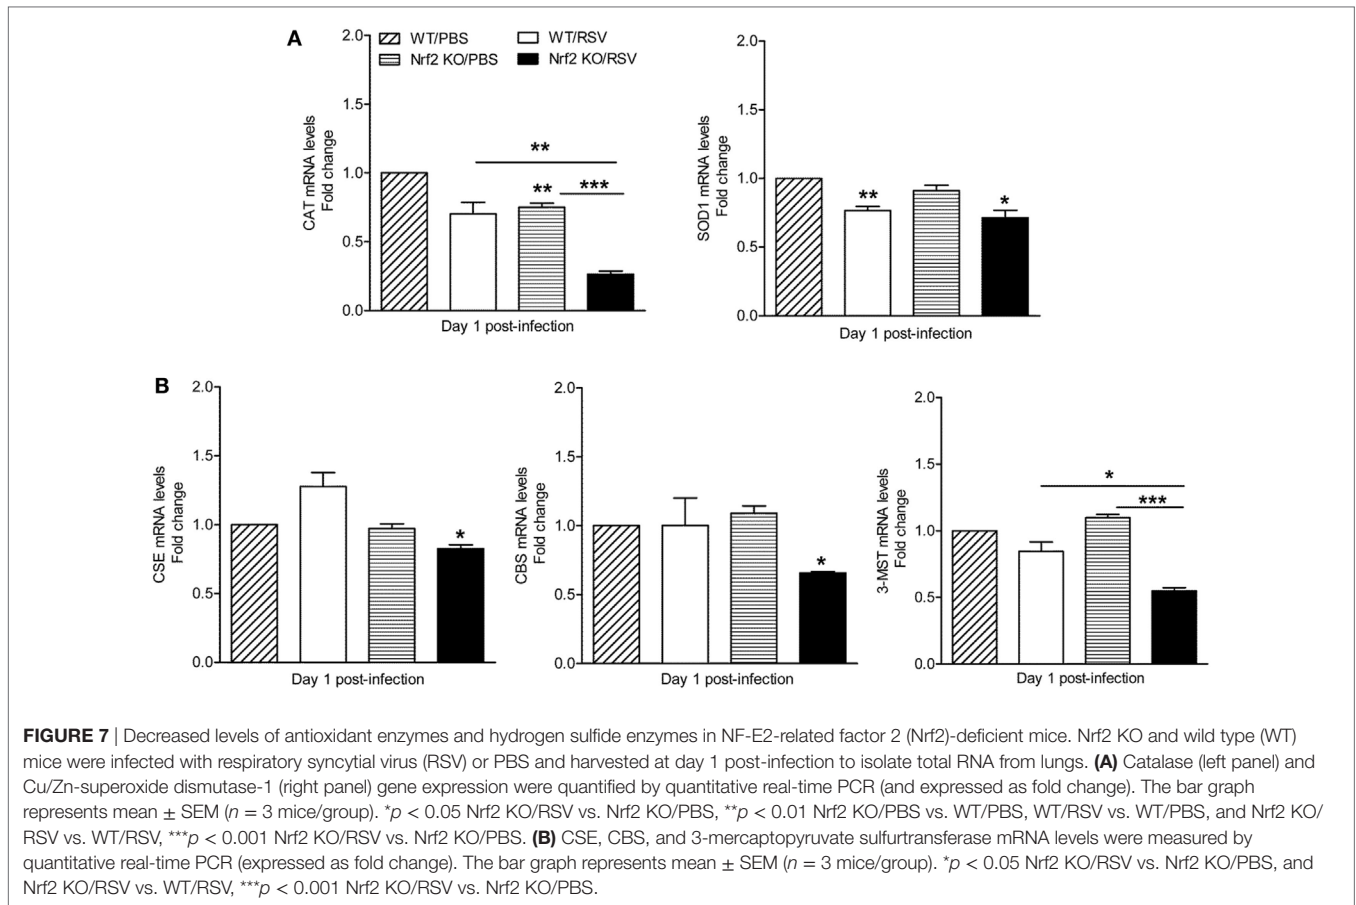 A
WT/PBS
WT/RSV
Nrf2 KO/PBS
Nrf2 KO/RSV
CAT mRNA levels
Fold change
2.0
1.5
1.0
0.5
0.0
**
**
***
Day 1 post-infection
SOD1 mRNA levels
Fold change
2.0
1.5
1.0
0.5
0.0
**
*
Day 1 post-infection
B
CSE mRNA levels
Fold change
2.0
1.5
1.0
0.5
0.0
*
Day 1 post-infection
CBS mRNA levels
Fold change
2.0
1.5
1.0
0.5
0.0
*
Day 1 post-infection
3-MST mRNA levels
Fold change
2.0
1.5
1.0
0.5
0.0
*
***
Day 1 post-infection
FIGURE 7 | Decreased levels of antioxidant enzymes and hydrogen sulfide enzymes in NF-E2-related factor 2 (Nrf2)-deficient mice. Nrf2 KO and wild type (WT)
mice were infected with respiratory syncytial virus (RSV) or PBS and harvested at day 1 post-infection to isolate total RNA from lungs. (A) Catalase (left panel) and
Cu/Zn-superoxide dismutase-1 (right panel) gene expression were quantified by quantitative real-time PCR (and expressed as fold change). The bar graph
represents mean ± SEM (n = 3 mice/group). *p < 0.05 Nrf2 KO/RSV vs. Nrf2 KO/PBS, **p < 0.01 Nrf2 KO/PBS vs. WT/PBS, WT/RSV vs. WT/PBS, and Nrf2 KO/
RSV vs. WT/RSV, ***p < 0.001 Nrf2 KO/RSV vs. Nrf2 KO/PBS. (B) CSE, CBS, and 3-mercaptopyruvate sulfurtransferase mRNA levels were measured by
quantitative real-time PCR (expressed as fold change). The bar graph represents mean ± SEM (n = 3 mice/group). *p < 0.05 Nrf2 KO/RSV vs. Nrf2 KO/PBS, and
Nrf2 KO/RSV vs. WT/RSV, ***p < 0.001 Nrf2 KO/RSV vs. Nrf2 KO/PBS.